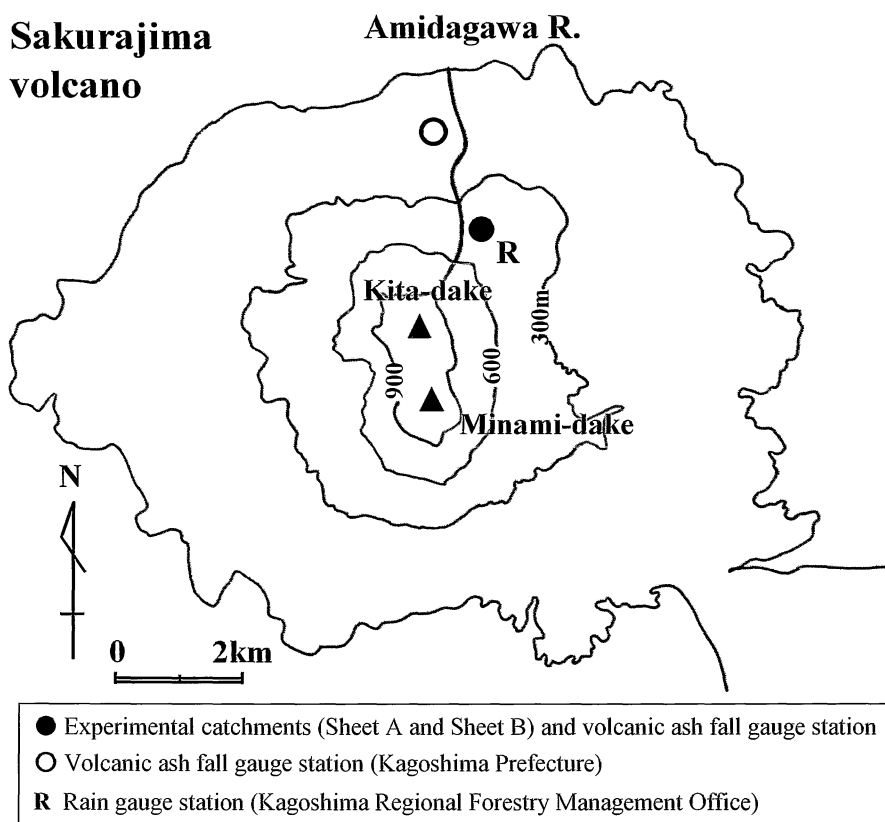 Sakurajima
volcano
Amidagawa R.
R
Kita-dake
300m
600
900
Minami-dake
N
0 2km
Experimental catchments (Sheet A and Sheet B) and volcanic ash fall gauge station
Volcanic ash fall gauge station (Kagoshima Prefecture)
R Rain gauge station (Kagoshima Regional Forestry Management Office)